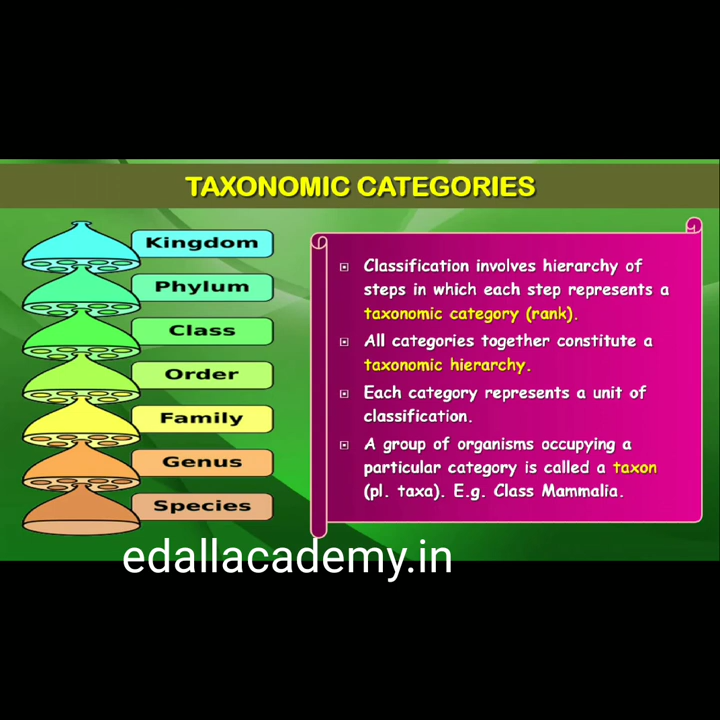 TAXONOMIC CATEGORIES
Kingdom
Phylum
Class
Order
Family
Genus
Species
Classification involves hierarchy of
steps in which each step represents a
taxonomic category (rank).
All categories together constitute a
taxonomic hierarchy.
Each category represents a unit of
classification.
A group of organisms occupying a
particular category is called a taxon
(pl. taxa). E.g. Class Mammalia.
edallacademy.in